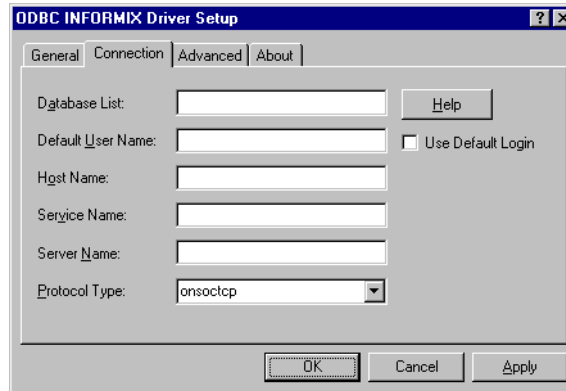 ODBC INFORMIX Driver Setup
General Connection Advanced About
Database List: Help
Default User Name: Use Default Login
Host Name:
Service Name:
Server Name:
Protocol Type: onsoctcp
OK Cancel Apply